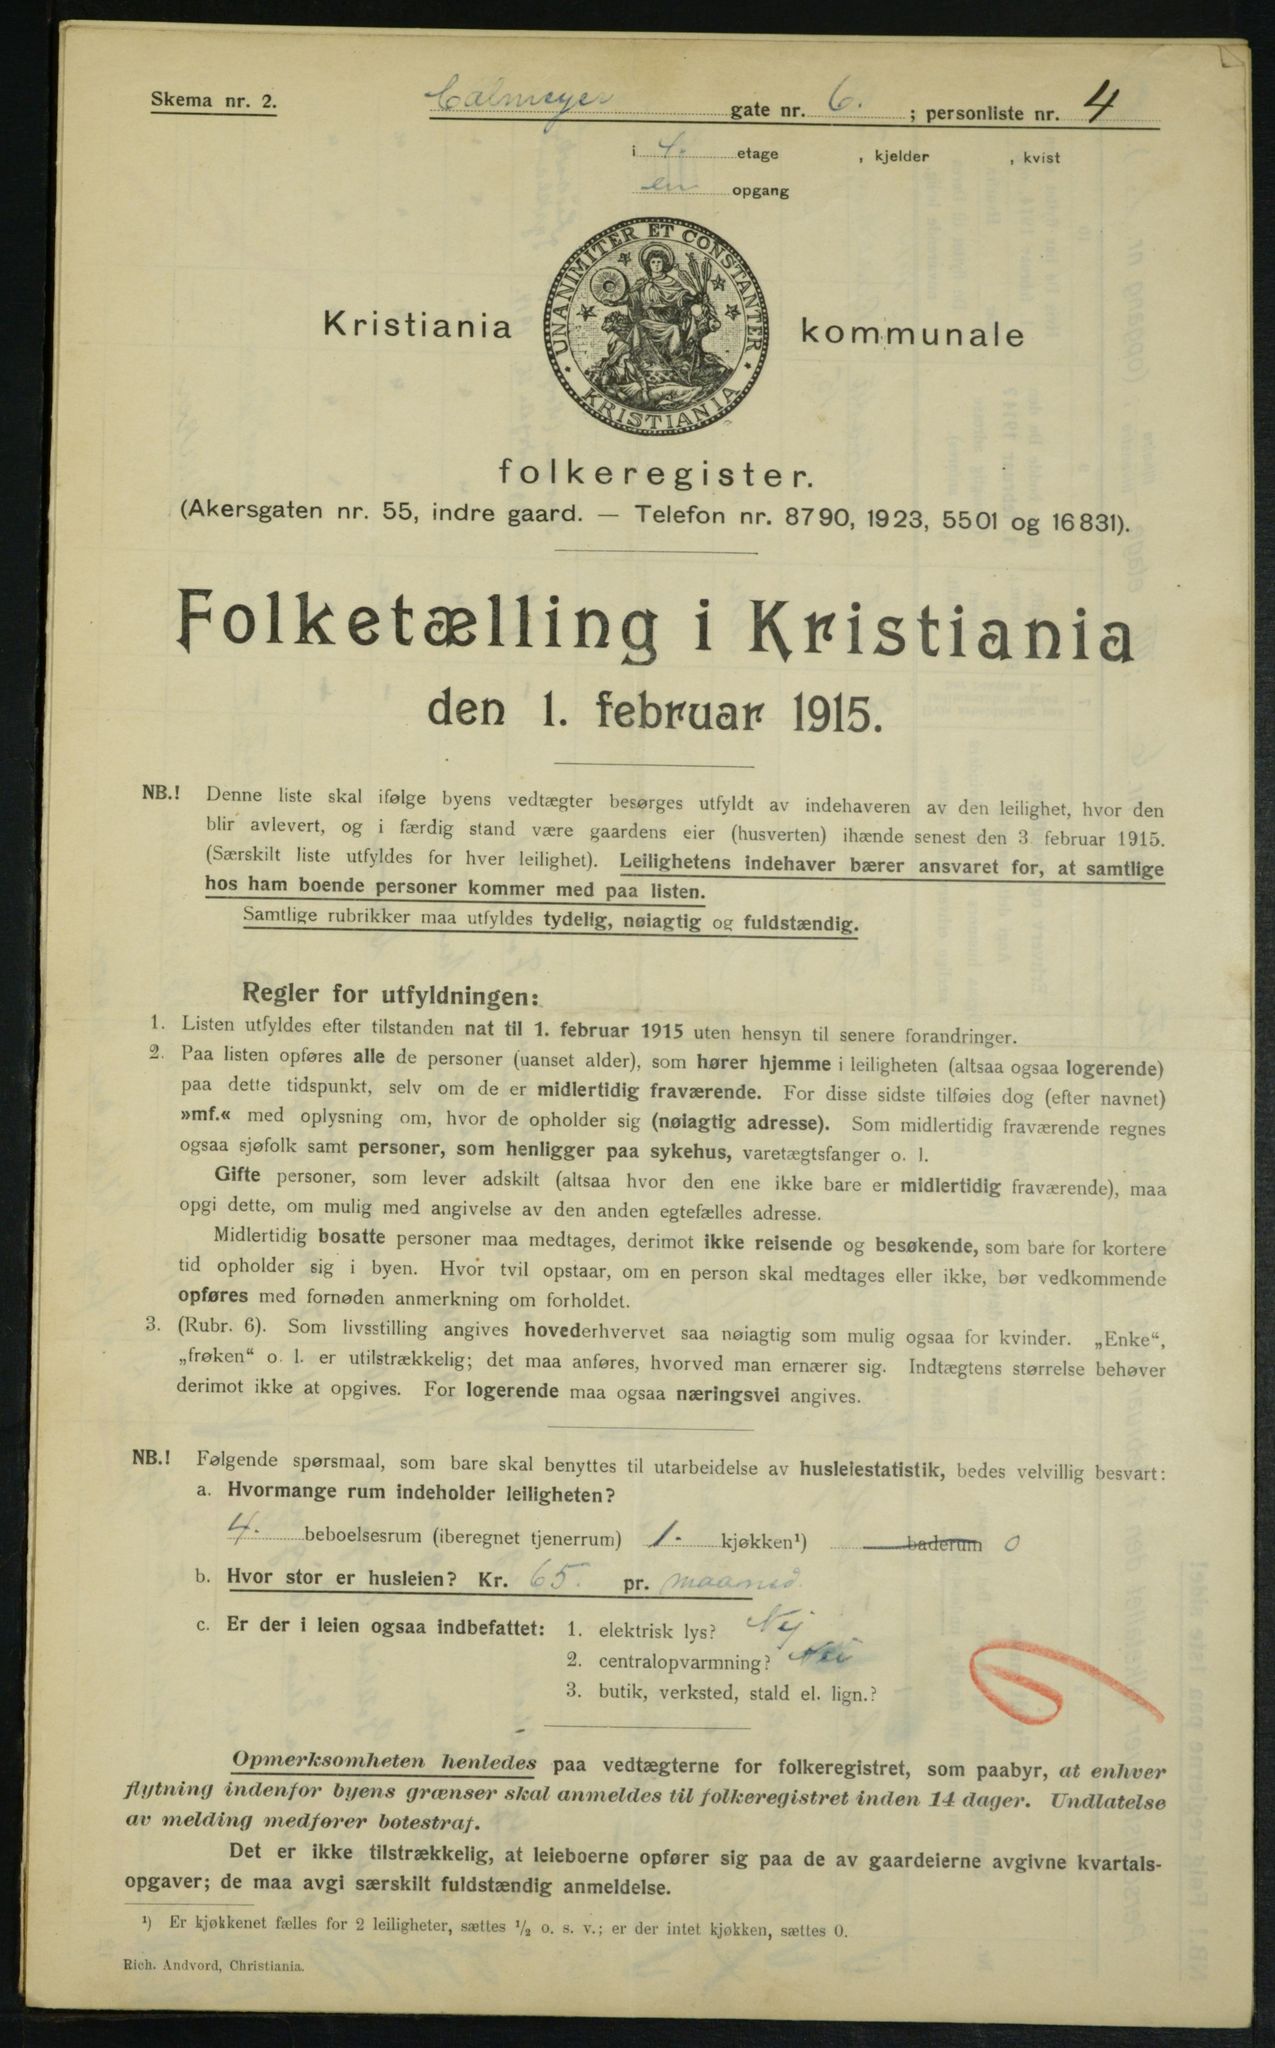 Skema nr. 2.
Calmeyer gate nr. 6. ; personliste nr. 4
i 4. etage , kjelder , kvist
en opgang
UNANIMITER ET CONSTANTER
KRISTIANIA
Kristiania kommunale
folkeregister.
(Akersgaten nr. 55, indre gaard. — Telefon nr. 8790, 1923, 5501 og 16831).
Folketælling i Kristiania
den 1. februar 1915.
NB.! Denne liste skal ifølge byens vedtægter besørges utfyldt av indehaveren av den leilighet, hvor den
blir avlevert, og i færdig stand være gaardens eier (husverten) ihænde senest den 3. februar 1915.
(Særskilt liste utfyldes for hver leilighet). Leilighetens indehaver bærer ansvaret for, at samtlige
hos ham boende personer kommer med paa listen.
Samtlige rubrikker maa utfyldes tydelig, nøiagtig og fuldstændig.
Regler for utfyldningen:
1. Listen utfyldes efter tilstanden nat til 1. februar 1915 uten hensyn til senere forandringer.
2. Paa listen opføres alle de personer (uanset alder), som hører hjemme i leiligheten (altsaa ogsaa logerende)
paa dette tidspunkt, selv om de er midlertidig fraværende. For disse sidste tilføies dog (efter navnet)
»mf.« med oplysning om, hvor de opholder sig (nøiagtig adresse). Som midlertidig fraværende regnes
ogsaa sjøfolk samt personer, som henligger paa sykehus, varetægtsfanger o. l.
Gifte personer, som lever adskilt (altsaa hvor den ene ikke bare er midlertidig fraværende), maa
opgi dette, om mulig med angivelse av den anden egtefælles adresse.
Midlertidig bosatte personer maa medtages, derimot ikke reisende og besøkende, som bare for kortere
tid opholder sig i byen. Hvor tvil opstaar, om en person skal medtages eller ikke, bør vedkommende
opføres med fornøden anmerkning om forholdet.
3. (Rubr. 6). Som livsstilling angives hovederhvervet saa nøiagtig som mulig ogsaa for kvinder. „Enke“,
„frøken“ o. l. er utilstrækkelig; det maa anføres, hvorved man ernærer sig. Indtægtens størrelse behøver
derimot ikke at opgives. For logerende maa ogsaa næringsvei angives.
NB.! Følgende spørsmaal, som bare skal benyttes til utarbeidelse av husleiestatistik, bedes velvillig besvart:
a. Hvormange rum indeholder leiligheten?
4. beboelsesrum (iberegnet tjenerrum) 1. kjøkken¹) baderum 0
b. Hvor stor er husleien? Kr. 65. pr. maaned.
c. Er der i leien ogsaa indbefattet: 1. elektrisk lys? Nej
2. centralopvarmning? Nei
3. butik, verksted, stald el. lign.?
Opmerksomheten henledes paa vedtægterne for folkeregistret, som paabyr, at enhver
flytning indenfor byens grænser skal anmeldes til folkeregistret inden 14 dager. Undlatelse
av melding medfører bøtestraf.
Det er ikke tilstrækkelig, at leieboerne opfører sig paa de av gaardeierne avgivne kvartals-
opgaver; de maa avgi særskilt fuldstændig anmeldelse.
¹) Er kjøkkenet fælles for 2 leiligheter, sættes ½ o. s. v.; er der intet kjøkken, sættes 0.
Rich. Andvord, Christiania.